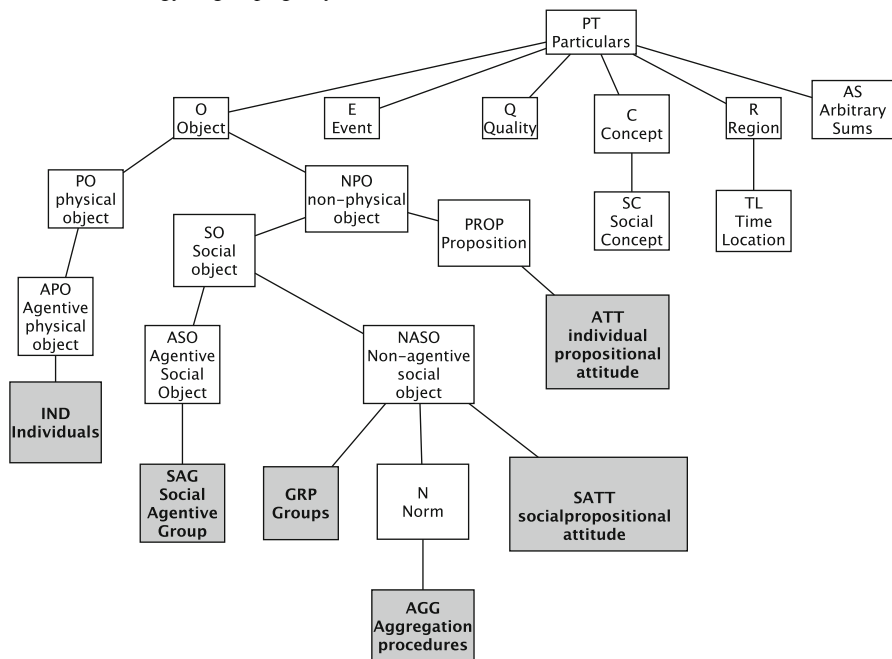 PT
Particulars
AS
Arbitrary
Sums
O
Object
E
Event
Q
Quality
C
Concept
R
Region
PO
physical
object
NPO
non-physical
object
SC
Social
Concept
TL
Time
Location
SO
Social
object
PROP
Proposition
APO
Agentive
physical
object
ATT
individual
propositional
attitude
ASO
Agentive
Social
Object
NASO
Non-agentive
social
object
IND
Individuals
SAG
Social
Agentive
Group
GRP
Groups
N
Norm
SATT
socialpropositional
attitude
AGG
Aggregation
procedures